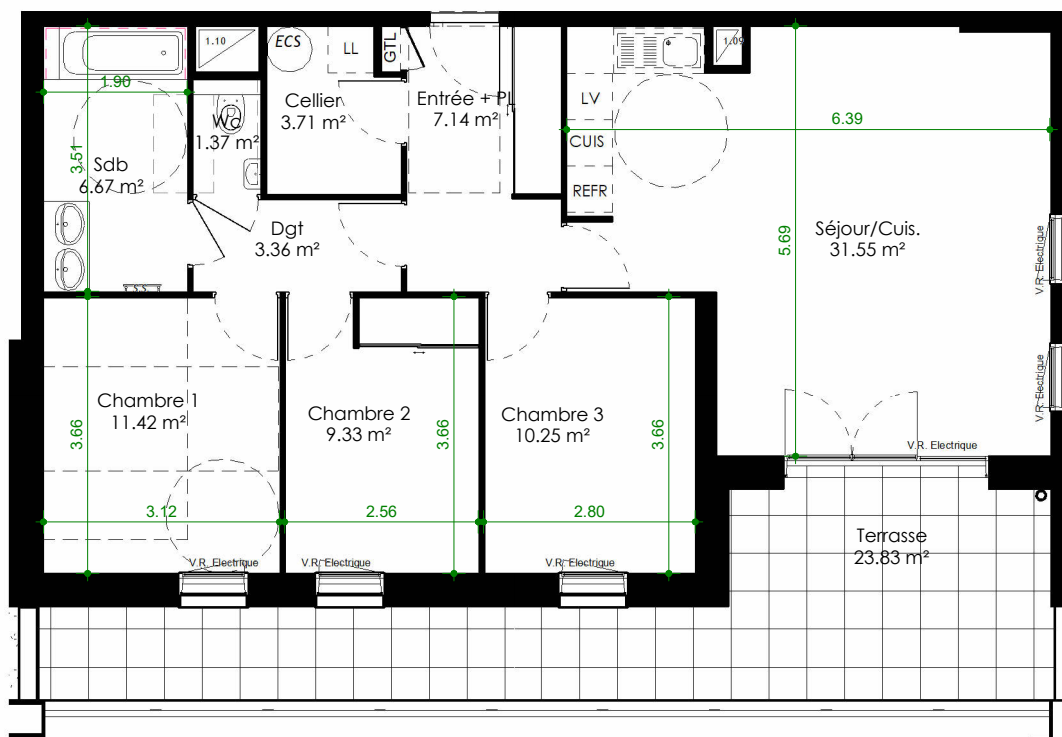 1.10
ECS
LL
GTL
1.09
1.90
Cellier
3.71 m²
Entrée + Pl
7.14 m²
LV
6.39
Wc
1.37 m²
CUIS
3.51
Sdb
6.67 m²
REFR
Dgt
3.36 m²
Séjour/Cuis.
31.55 m²
5.69
V.R. Electrique
S.S.
V.R. Electrique
Chambre 1
11.42 m²
Chambre 2
9.33 m²
Chambre 3
10.25 m²
3.66
3.66
3.66
V.R. Electrique
3.12
2.56
2.80
Terrasse
23.83 m²
V.R. Electrique
V.R. Electrique
V.R. Electrique